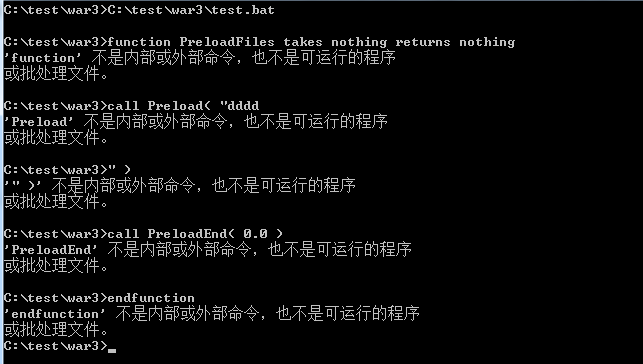 C:\test\war3>C:\test\war3\test.bat
C:\test\war3>function PreloadFiles takes nothing returns nothing
'function' 不是内部或外部命令，也不是可运行的程序
或批处理文件。
C:\test\war3>call Preload( "dddd
'Preload' 不是内部或外部命令，也不是可运行的程序
或批处理文件。
C:\test\war3>" )
'" )' 不是内部或外部命令，也不是可运行的程序
或批处理文件。
C:\test\war3>call PreloadEnd( 0.0 )
'PreloadEnd' 不是内部或外部命令，也不是可运行的程序
或批处理文件。
C:\test\war3>endfunction
'endfunction' 不是内部或外部命令，也不是可运行的程序
或批处理文件。
C:\test\war3>_